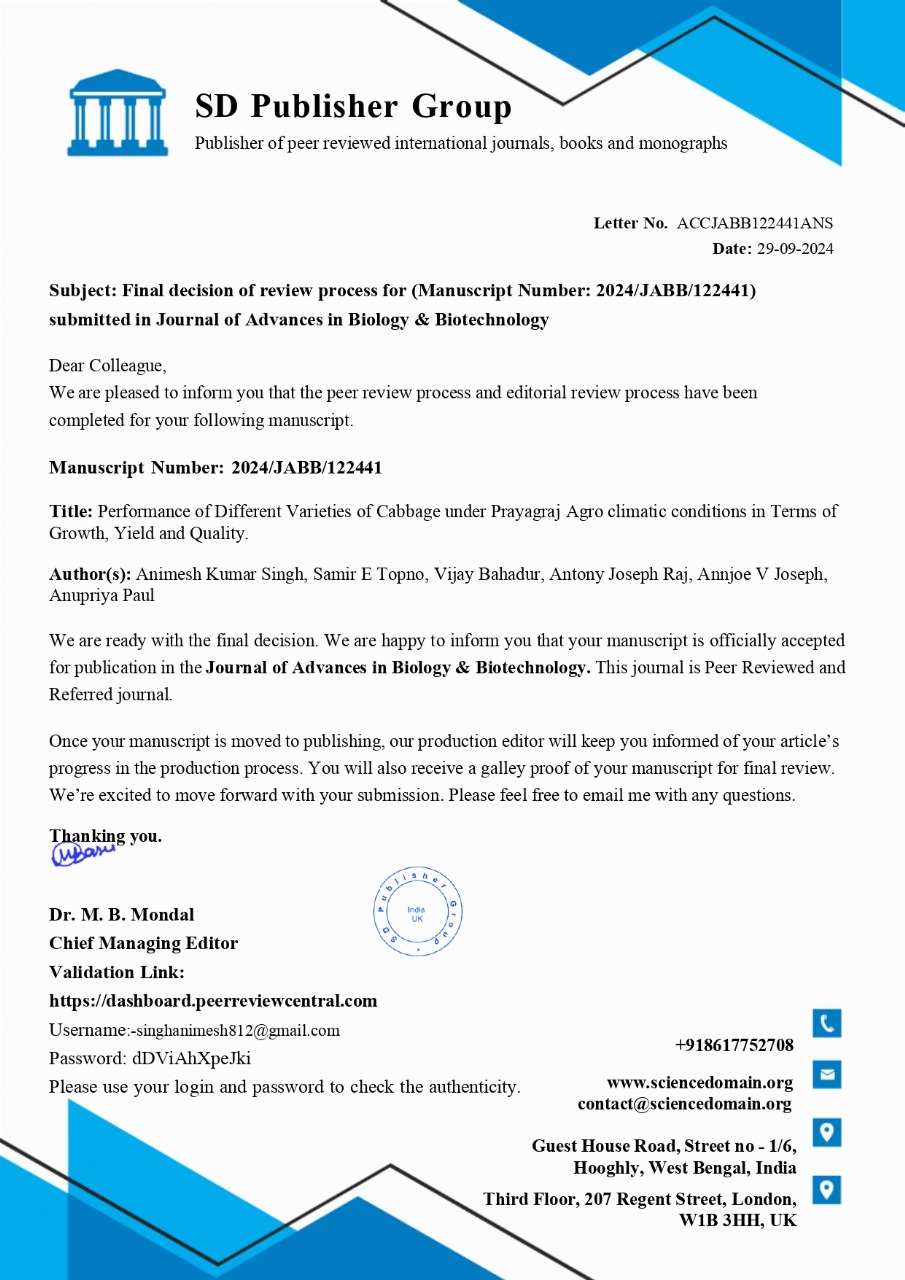 SD Publisher Group
Publisher of peer reviewed international journals, books and monographs
Letter No. ACCJABB122441ANS
Date: 29-09-2024
Subject: Final decision of review process for (Manuscript Number: 2024/JABB/122441)
submitted in Journal of Advances in Biology & Biotechnology
Dear Colleague,
We are pleased to inform you that the peer review process and editorial review process have been
completed for your following manuscript.
Manuscript Number: 2024/JABB/122441
Title: Performance of Different Varieties of Cabbage under Prayagraj Agro climatic conditions in Terms of
Growth, Yield and Quality.
Author(s): Animesh Kumar Singh, Samir E Topno, Vijay Bahadur, Antony Joseph Raj, Annjoe V Joseph,
Anupriya Paul
We are ready with the final decision. We are happy to inform you that your manuscript is officially accepted
for publication in the Journal of Advances in Biology & Biotechnology. This journal is Peer Reviewed and
Referred journal.
Once your manuscript is moved to publishing, our production editor will keep you informed of your article's
progress in the production process. You will also receive a galley proof of your manuscript for final review.
We're excited to move forward with your submission. Please feel free to email me with any questions.
Thanking you.
SD Publisher Group
India
UK
Dr. M. B. Mondal
Chief Managing Editor
Validation Link:
https://dashboard.peerreviewcentral.com
Username:-singhanimesh812@gmail.com
Password: dDViAhXpeJki
Please use your login and password to check the authenticity.
+918617752708
www.sciencedomain.org
contact@sciencedomain.org
Guest House Road, Street no - 1/6,
Hooghly, West Bengal, India
Third Floor, 207 Regent Street, London,
W1B 3HH, UK